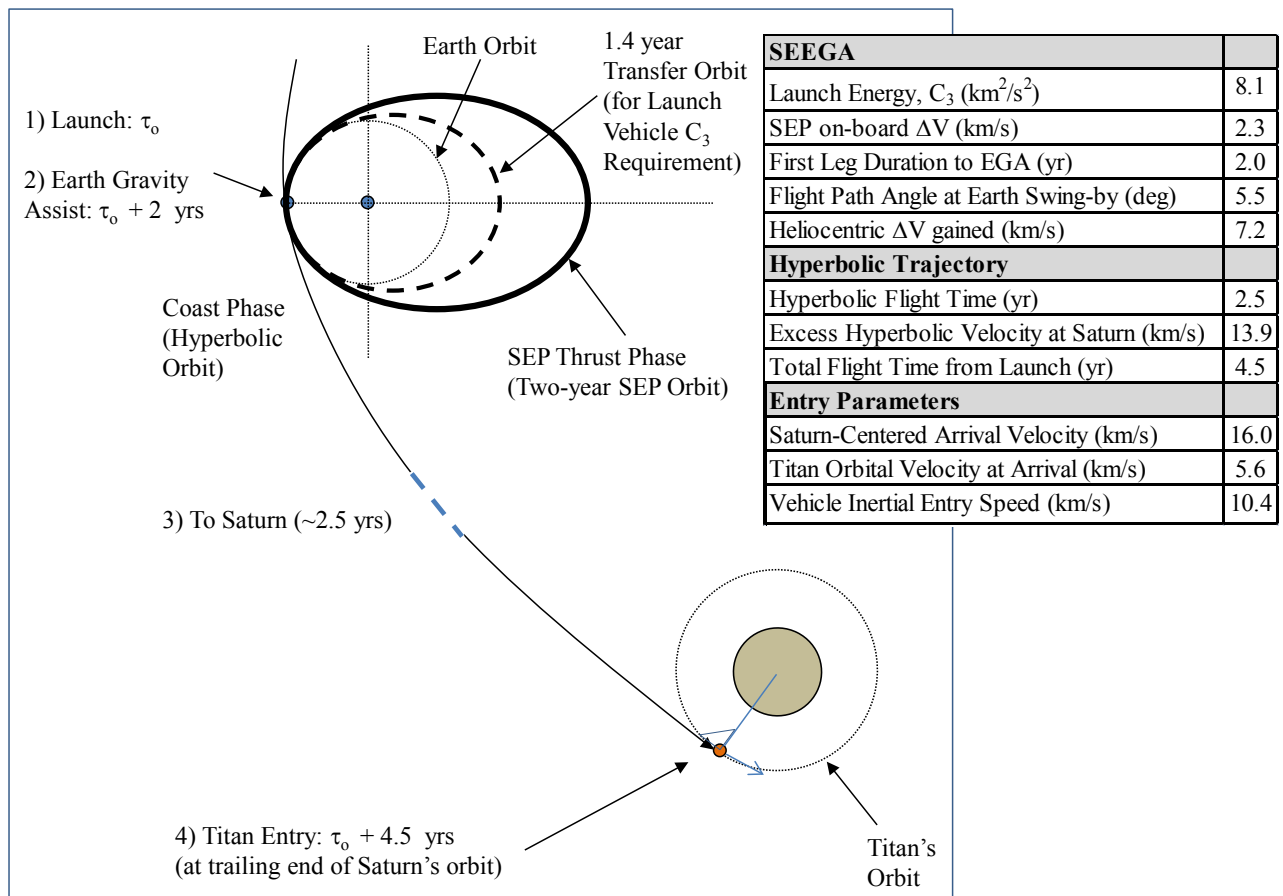 Earth Orbit
1.4 year
Transfer Orbit
(for Launch
Vehicle C₃
Requirement)
1) Launch: τₒ
2) Earth Gravity
Assist: τₒ + 2 yrs
Coast Phase
(Hyperbolic
Orbit)
SEP Thrust Phase
(Two-year SEP Orbit)
3) To Saturn (~2.5 yrs)
4) Titan Entry: τₒ + 4.5 yrs
(at trailing end of Saturn’s orbit)
Titan’s
Orbit
SEEGA
Launch Energy, C₃ (km²/s²) 8.1
SEP on-board ΔV (km/s) 2.3
First Leg Duration to EGA (yr) 2.0
Flight Path Angle at Earth Swing-by (deg) 5.5
Heliocentric ΔV gained (km/s) 7.2
Hyperbolic Trajectory
Hyperbolic Flight Time (yr) 2.5
Excess Hyperbolic Velocity at Saturn (km/s) 13.9
Total Flight Time from Launch (yr) 4.5
Entry Parameters
Saturn-Centered Arrival Velocity (km/s) 16.0
Titan Orbital Velocity at Arrival (km/s) 5.6
Vehicle Inertial Entry Speed (km/s) 10.4